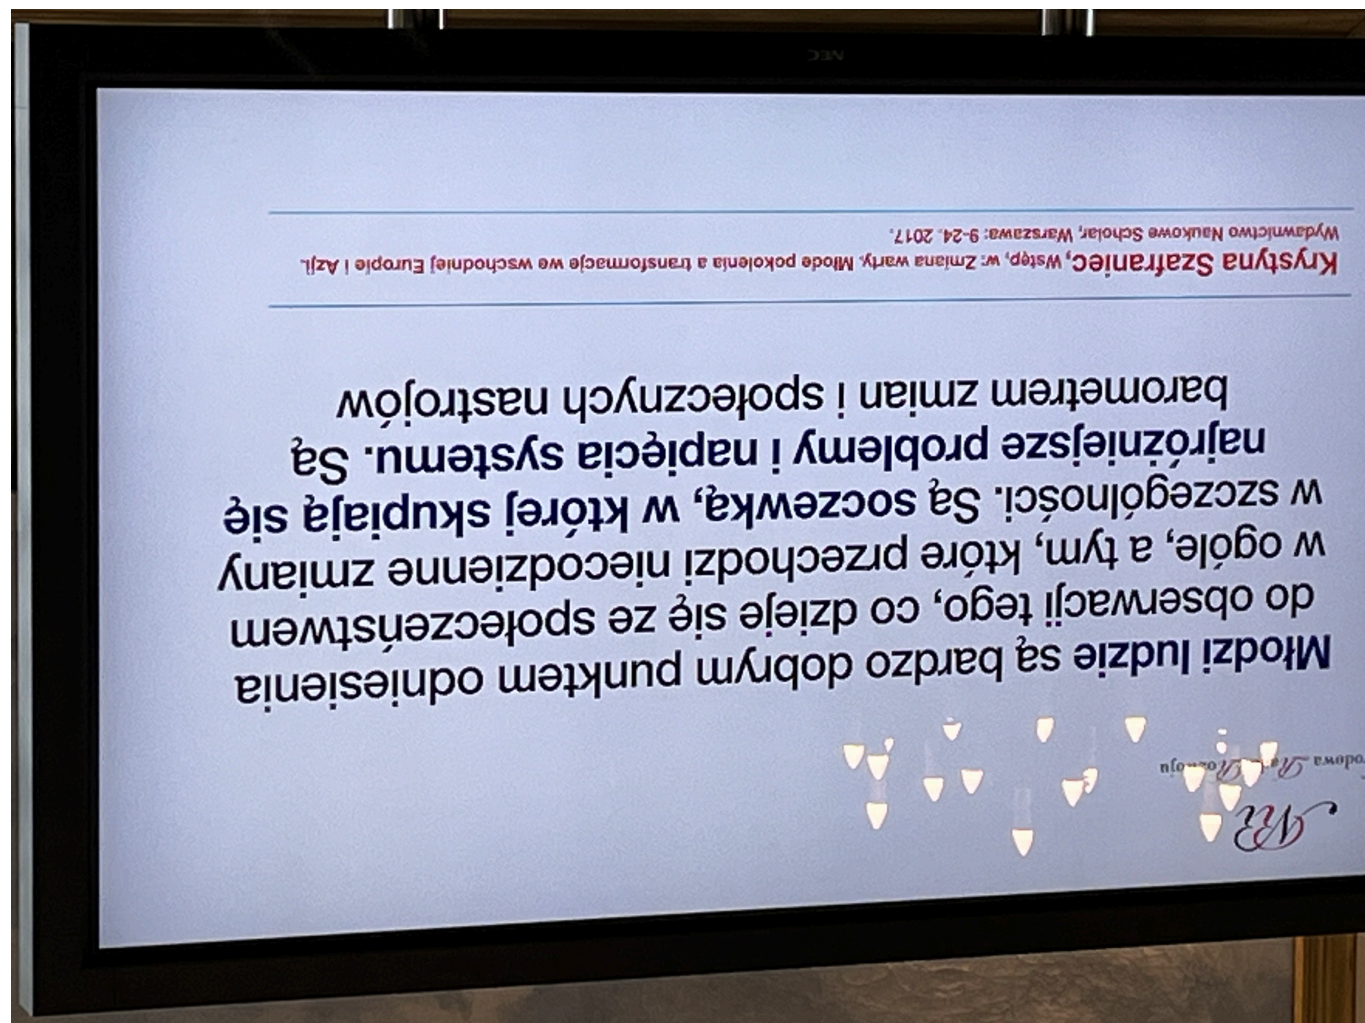 Młodzi ludzie są bardzo dobrym punktem odniesienia
do obserwacji tego, co dzieje się ze społeczeństwem
w ogóle, a tym, które przechodzi niecodzienne zmiany
w szczególności. Są soczewką, w której skupiają się
najróżniejsze problemy i napięcia systemu. Są
barometrem zmian i społecznych nastrojów
Krystyna Szafraniec, Wstęp, w: Zmiana warty. Młode pokolenia a transformacje we wschodniej Europie i Azji.
Wydawnictwo Naukowe Scholar, Warszawa: 9-24. 2017.
NEC